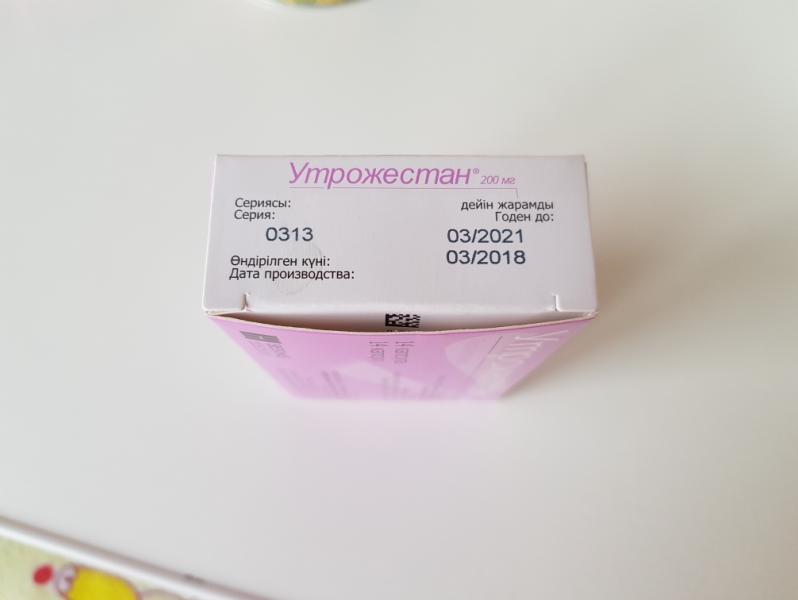 Утрожестан® 200 мг
Сериясы:
Серия:
0313
дейін жарамды
Годен до:
03/2021
03/2018
Өндірілген күні:
Дата производства: